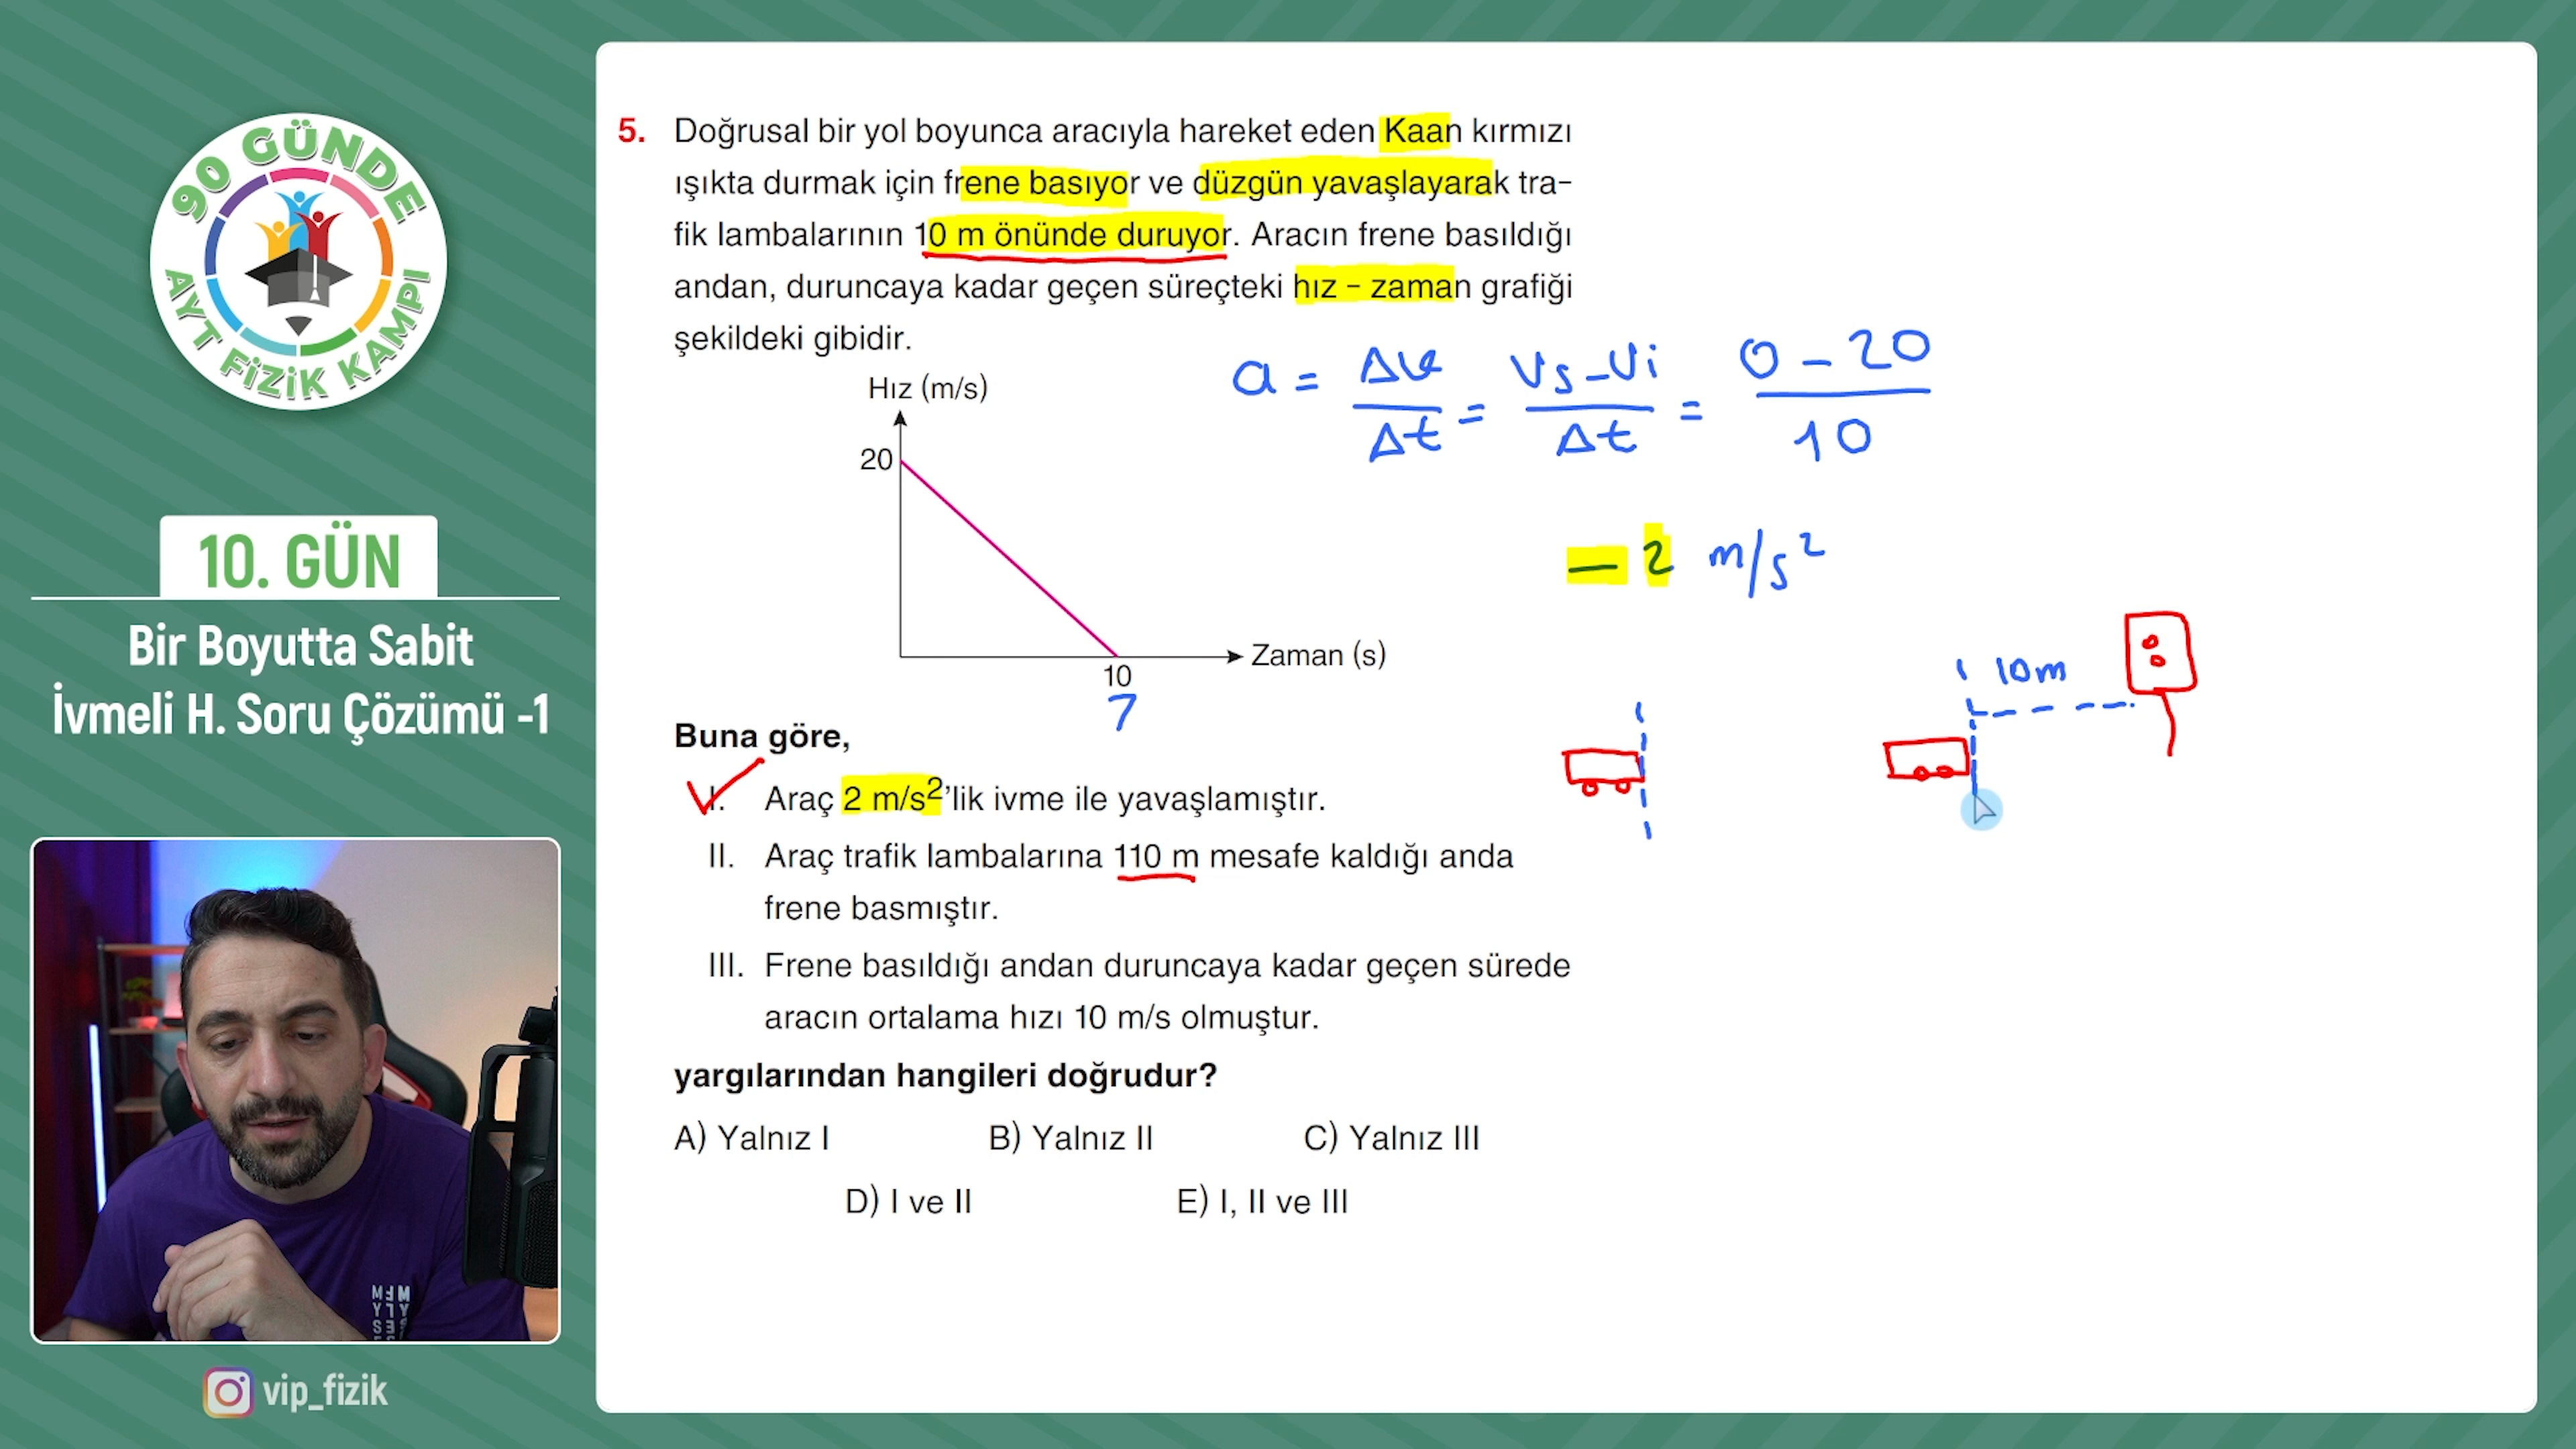 90 GÜNDE
AYT FİZİK KAMPI
10. GÜN
Bir Boyutta Sabit
İvmeli H. Soru Çözümü -1
vip_fizik
5. Doğrusal bir yol boyunca aracıyla hareket eden Kaan kırmızı
ışıkta durmak için frene basıyor ve düzgün yavaşlayarak tra-
fik lambalarının 10 m önünde duruyor. Aracın frene basıldığı
andan, duruncaya kadar geçen süreçteki hız - zaman grafiği
şekildeki gibidir.
a = Δv/Δt = Vs-Vi/Δt = 0-20/10
Hız (m/s)
20
- 2 m/s²
Zaman (s)
10
7
10m
Buna göre,
I. Araç 2 m/s²'lik ivme ile yavaşlamıştır.
II. Araç trafik lambalarına 110 m mesafe kaldığı anda
frene basmıştır.
III. Frene basıldığı andan duruncaya kadar geçen sürede
aracın ortalama hızı 10 m/s olmuştur.
yargılarından hangileri doğrudur?
A) Yalnız I B) Yalnız II C) Yalnız III
D) I ve II E) I, II ve III